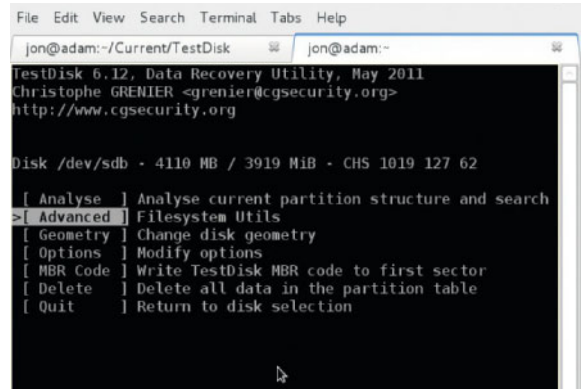 File Edit View Search Terminal Tabs Help
jon@adam:~/Current/TestDisk
jon@adam:~
TestDisk 6.12, Data Recovery Utility, May 2011
Christophe GRENIER <grenier@cgsecurity.org>
http://www.cgsecurity.org
Disk /dev/sdb - 4110 MB / 3919 MiB - CHS 1019 127 62
[ Analyse  ] Analyse current partition structure and search
>[ Advanced ] Filesystem Utils
[ Geometry ] Change disk geometry
[ Options  ] Modify options
[ MBR Code ] Write TestDisk MBR code to first sector
[ Delete   ] Delete all data in the partition table
[ Quit     ] Return to disk selection